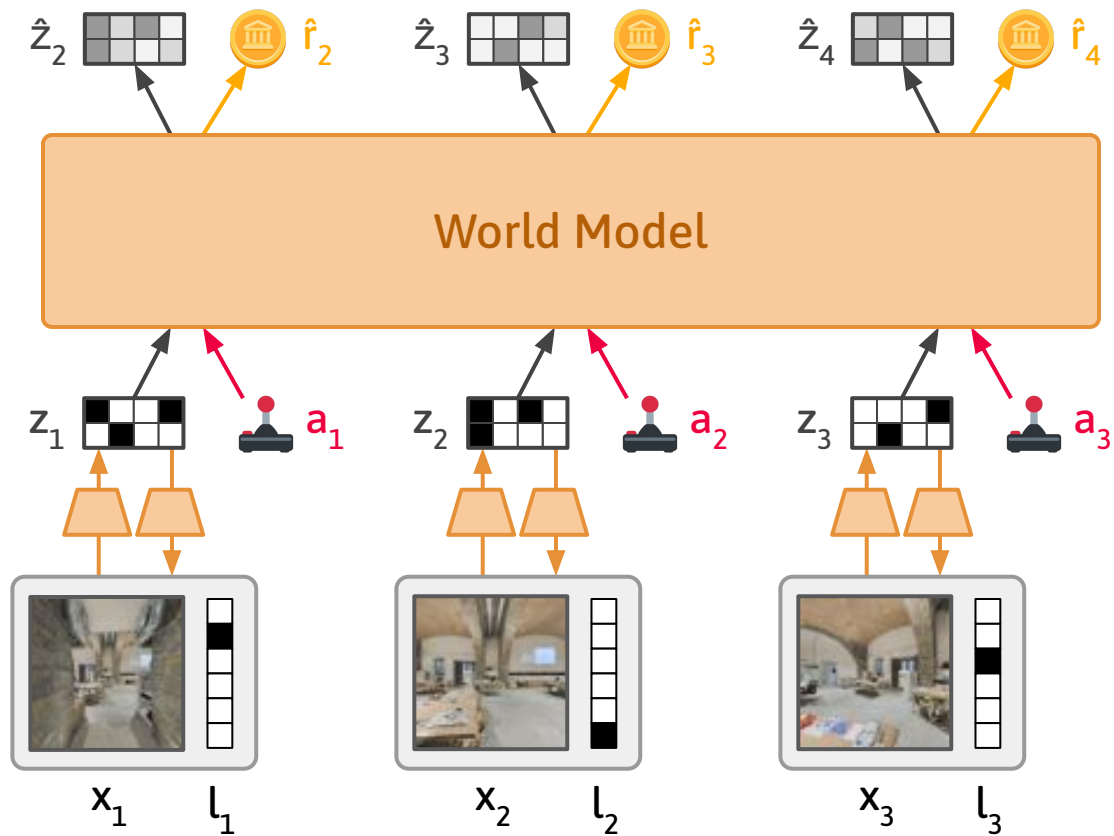 ẑ₂ r̂₂ ẑ₃ r̂₃ ẑ₄ r̂₄
World Model
z₁ a₁ z₂ a₂ z₃ a₃
x₁ l₁ x₂ l₂ x₃ l₃